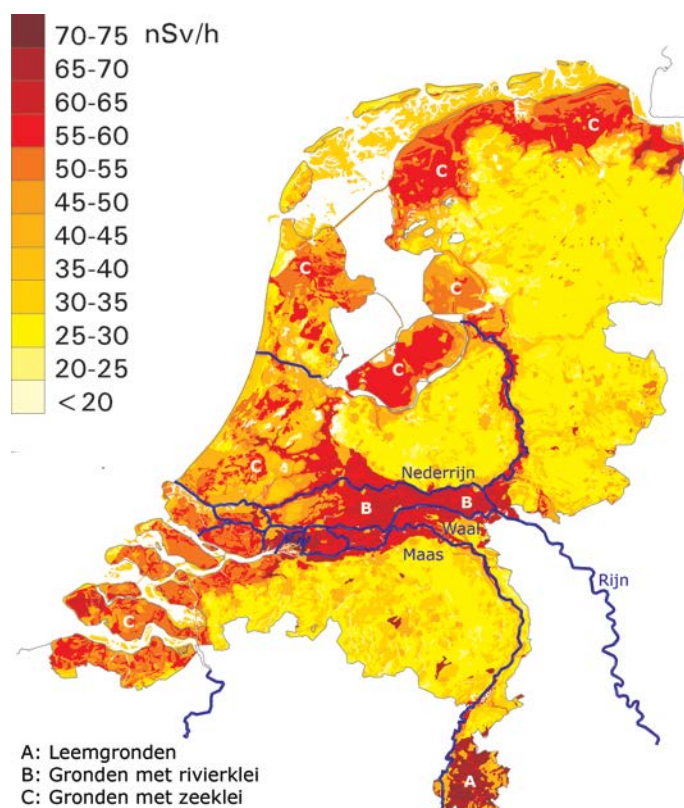 70-75 nSv/h
65-70
60-65
55-60
50-55
45-50
40-45
35-40
30-35
25-30
20-25
<20
C
C
C
C
C
Nederrijn
C
B
B
Waal
Maas
Rijn
C
A
A: Leemgronden
B: Gronden met rivierklei
C: Gronden met zeeklei